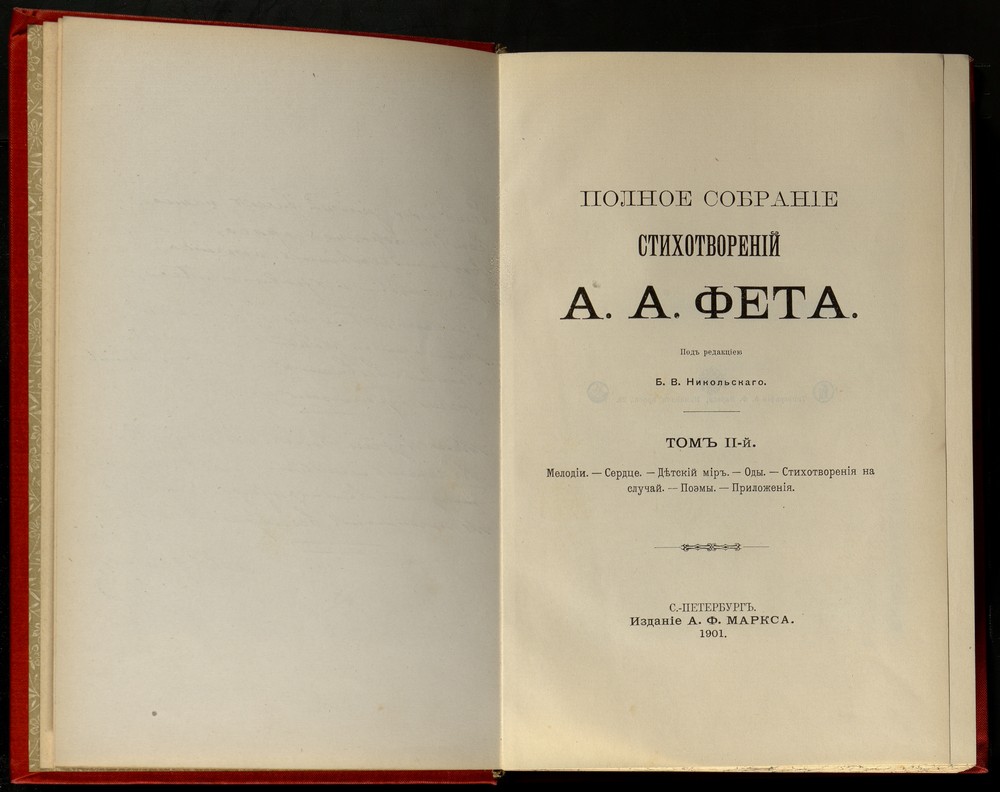 ПОЛНОЕ СОБРАНІЕ
СТИХОТВОРЕНІЙ
А. А. ФЕТА.
Подъ редакціею
Б. В. Никольскаго.
ТОМЪ II-й.
Мелодіи. — Сердце. — Дѣтскій міръ. — Оды. — Стихотворенія на
случай. — Поэмы. — Приложенія.
С.-ПЕТЕРБУРГЪ.
Изданіе А. Ф. МАРКСА.
1901.